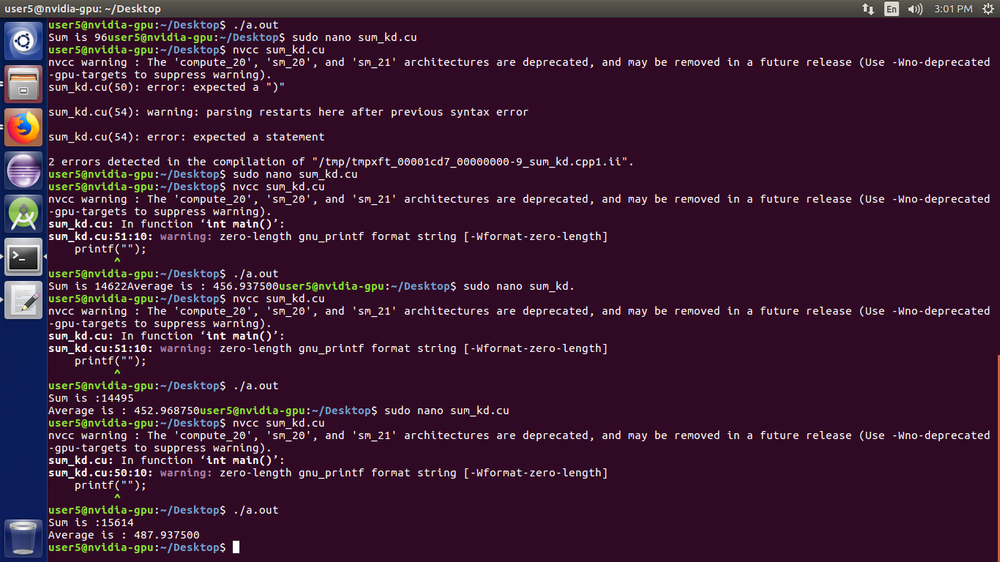 user5@nvidia-gpu: ~/Desktop
En
3:01 PM
user5@nvidia-gpu:~/Desktop$ ./a.out
Sum is 96user5@nvidia-gpu:~/Desktop$ sudo nano sum_kd.cu
user5@nvidia-gpu:~/Desktop$ nvcc sum_kd.cu
nvcc warning : The 'compute_20', 'sm_20', and 'sm_21' architectures are deprecated, and may be removed in a future release (Use -Wno-deprecated
-gpu-targets to suppress warning).
sum_kd.cu(50): error: expected a ")"
sum_kd.cu(54): warning: parsing restarts here after previous syntax error
sum_kd.cu(54): error: expected a statement
2 errors detected in the compilation of "/tmp/tmpxft_00001cd7_00000000-9_sum_kd.cpp1.ii".
user5@nvidia-gpu:~/Desktop$ sudo nano sum_kd.cu
user5@nvidia-gpu:~/Desktop$ nvcc sum_kd.cu
nvcc warning : The 'compute_20', 'sm_20', and 'sm_21' architectures are deprecated, and may be removed in a future release (Use -Wno-deprecated
-gpu-targets to suppress warning).
sum_kd.cu: In function ‘int main()’:
sum_kd.cu:51:10: warning: zero-length gnu_printf format string [-Wformat-zero-length]
printf("");
^
user5@nvidia-gpu:~/Desktop$ ./a.out
Sum is 14622Average is : 456.937500user5@nvidia-gpu:~/Desktop$ sudo nano sum_kd.
user5@nvidia-gpu:~/Desktop$ nvcc sum_kd.cu
nvcc warning : The 'compute_20', 'sm_20', and 'sm_21' architectures are deprecated, and may be removed in a future release (Use -Wno-deprecated
-gpu-targets to suppress warning).
sum_kd.cu: In function ‘int main()’:
sum_kd.cu:51:10: warning: zero-length gnu_printf format string [-Wformat-zero-length]
printf("");
^
user5@nvidia-gpu:~/Desktop$ ./a.out
Sum is :14495
Average is : 452.968750user5@nvidia-gpu:~/Desktop$ sudo nano sum_kd.cu
user5@nvidia-gpu:~/Desktop$ nvcc sum_kd.cu
nvcc warning : The 'compute_20', 'sm_20', and 'sm_21' architectures are deprecated, and may be removed in a future release (Use -Wno-deprecated
-gpu-targets to suppress warning).
sum_kd.cu: In function ‘int main()’:
sum_kd.cu:50:10: warning: zero-length gnu_printf format string [-Wformat-zero-length]
printf("");
^
user5@nvidia-gpu:~/Desktop$ ./a.out
Sum is :15614
Average is : 487.937500
user5@nvidia-gpu:~/Desktop$